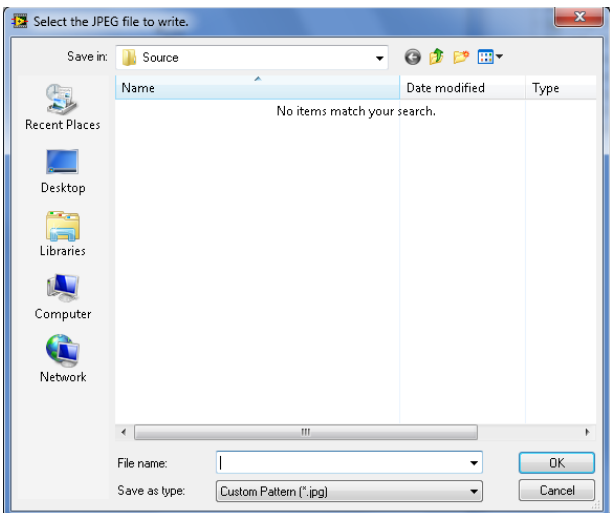 Select the JPEG file to write.
Save in: Source
Name Date modified Type
No items match your search.
Recent Places
Desktop
Libraries
Computer
Network
File name: OK
Save as type: Custom Pattern (*.jpg) Cancel